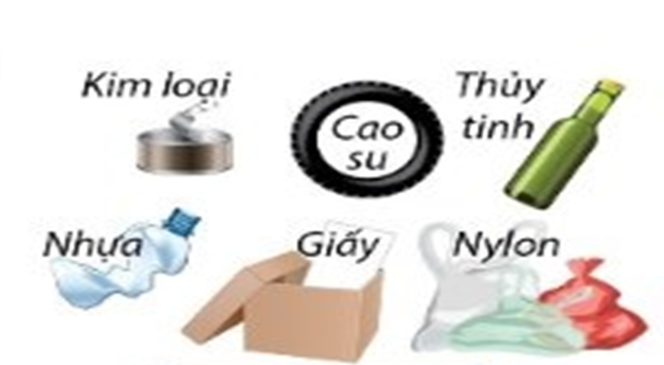 Kim loại
Cao
su
Thủy
tinh
Nhựa
Giấy
Nylon